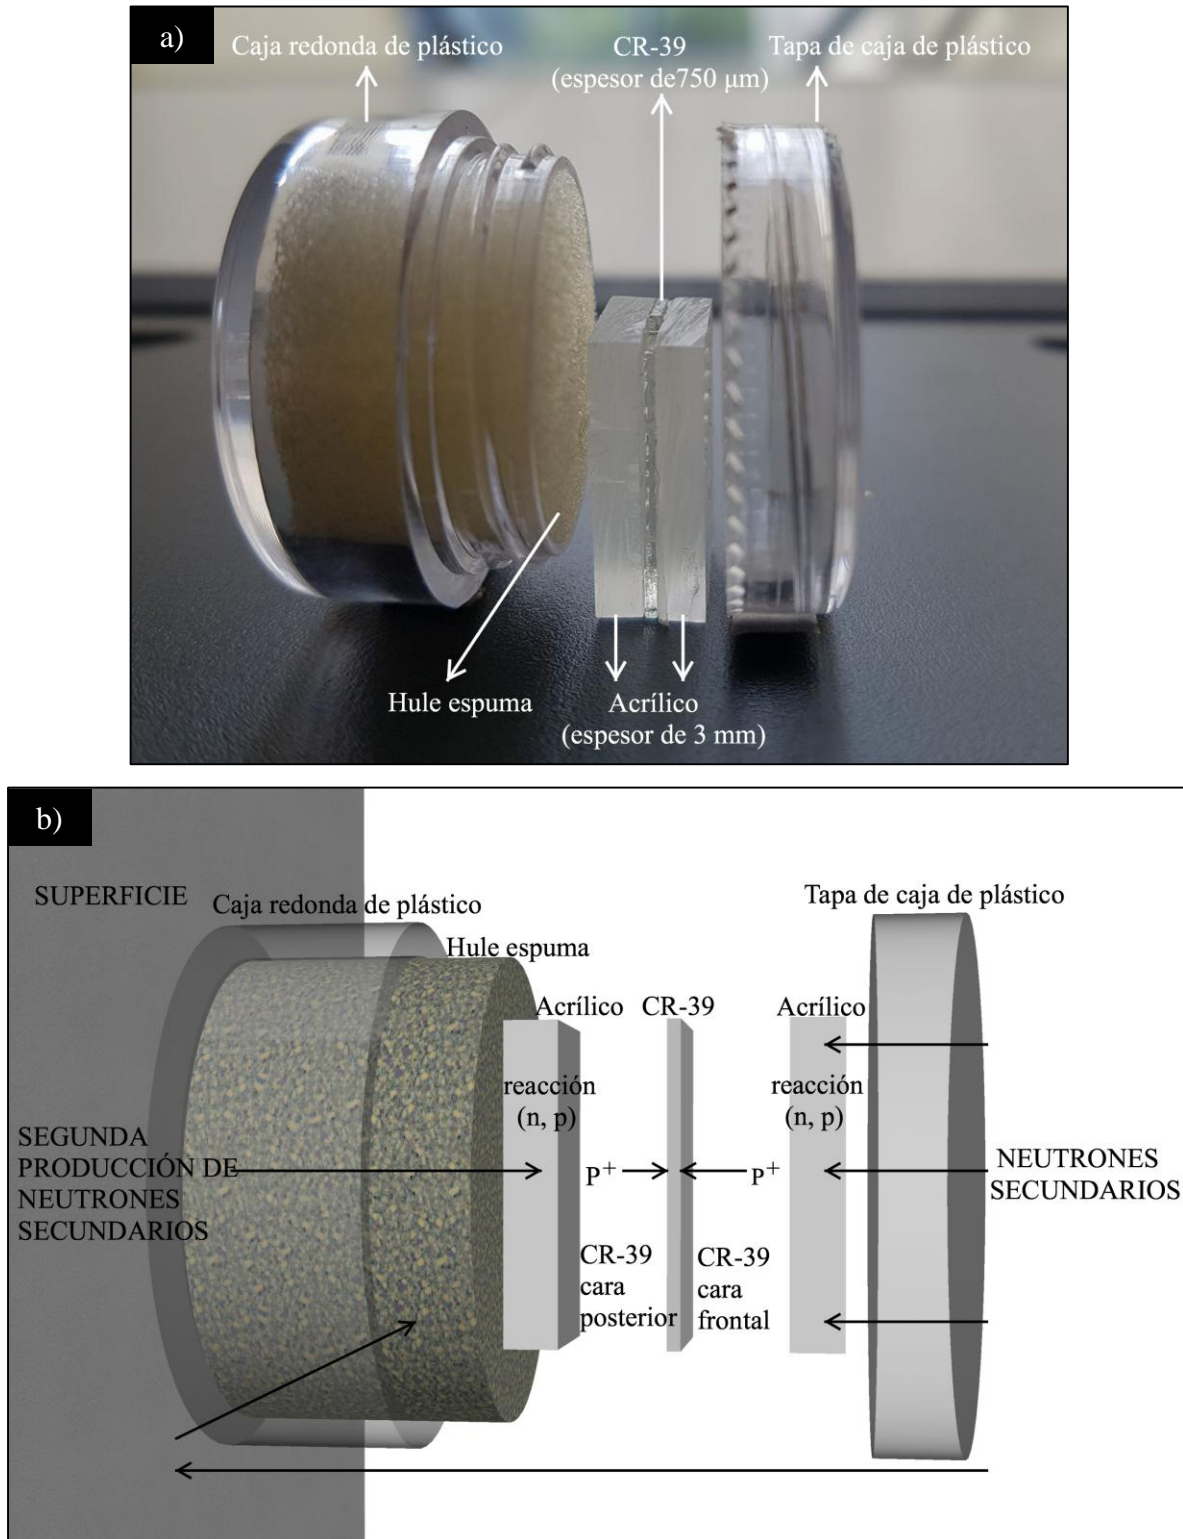 a)
Caja redonda de plástico
CR-39
(espesor de750 μm)
Tapa de caja de plástico
Hule espuma
Acrílico
(espesor de 3 mm)
b)
SUPERFICIE
Caja redonda de plástico
Tapa de caja de plástico
Hule espuma
Acrílico
CR-39
Acrílico
reacción
(n, p)
reacción
(n, p)
SEGUNDA
PRODUCCIÓN DE
NEUTRONES
SECUNDARIOS
P+
P+
NEUTRONES
SECUNDARIOS
CR-39
cara
posterior
CR-39
cara
frontal